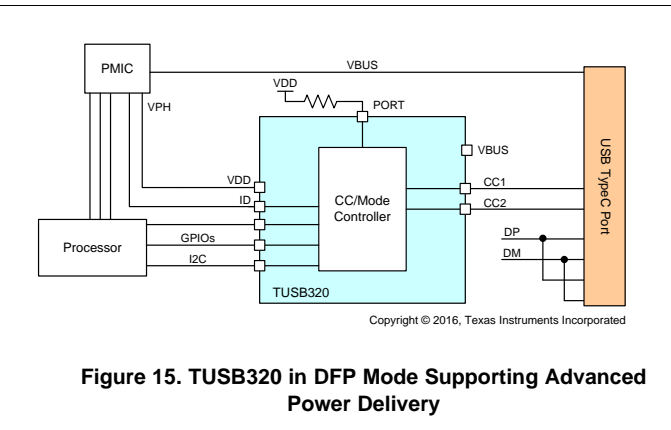 PMIC
VBUS
VDD
VPH
PORT
VBUS
VDD
ID
CC/Mode
Controller
CC1
CC2
USB TypeC Port
Processor
GPIOs
I2C
DP
DM
TUSB320
Copyright © 2016, Texas Instruments Incorporated
Figure 15. TUSB320 in DFP Mode Supporting Advanced
Power Delivery